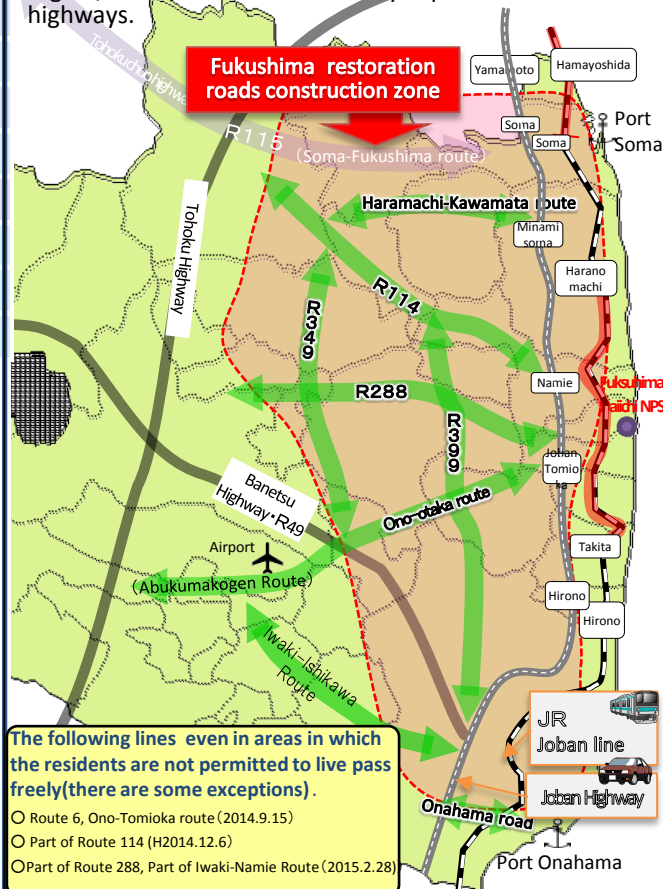 highways.
Tohokuchuohighwa
Fukushima restoration
roads construction zone
Yamamoto
Hamayoshida
Port
Soma
Soma
Soma
R115
(Soma-Fukushima route)
Haramachi-Kawamata route
Minami
soma
Tohoku Highway
Harano
machi
R114
R349
R288
R399
Namie
Fuksuhima
Daiichi NPS
Joban
Tomio
ka
Banetsu
Highway・R49
Ono-otaka route
Airport
(Abukumakogen Route)
Takita
Hirono
Hirono
Iwaki-Ishikawa
Route
JR
Joban line
Joban Highway
Onahama road
Port Onahama
The following lines even in areas in which
the residents are not permitted to live pass
freely(there are some exceptions).
○ Route 6, Ono-Tomioka route(2014.9.15)
○ Part of Route 114 (H2014.12.6)
○Part of Route 288, Part of Iwaki-Namie Route(2015.2.28)